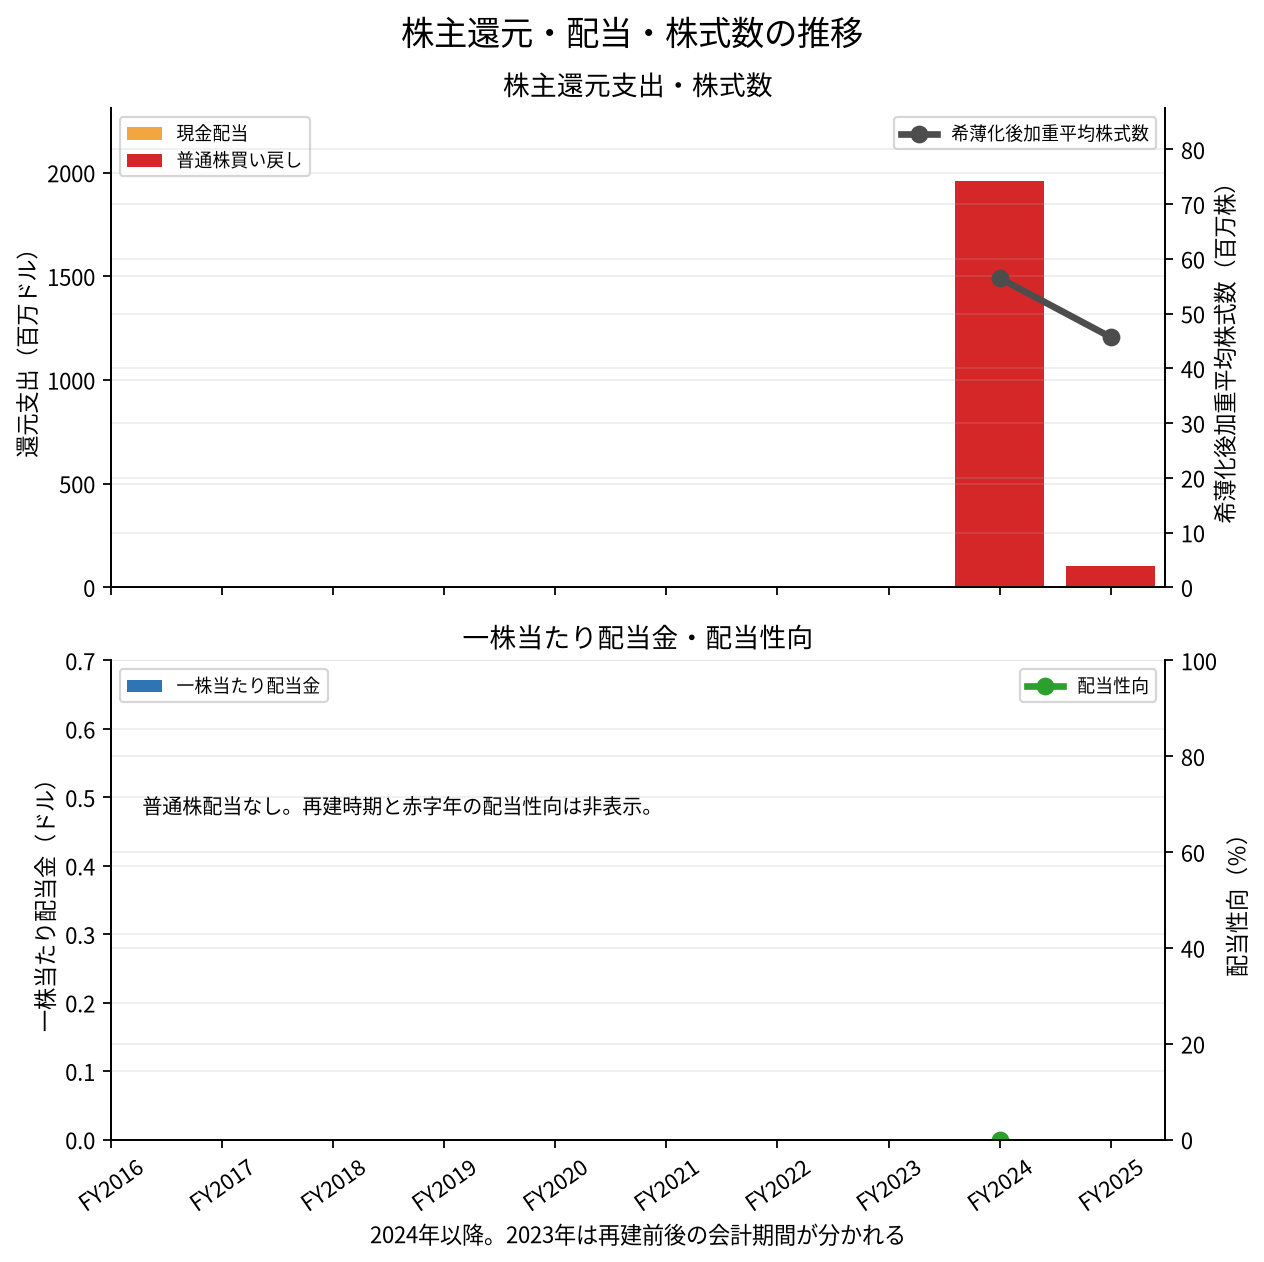 株主還元・配当・株式数の推移
株主還元支出・株式数
現金配当
普通株買い戻し
希薄化後加重平均株式数
還元支出（百万ドル）
2000
1500
1000
500
0
80
70
60
50
40
30
20
10
0
希薄化後加重平均株式数（百万株）
一株当たり配当金・配当性向
一株当たり配当金
配当性向
普通株配当なし。再建時期と赤字年の配当性向は非表示。
一株当たり配当金（ドル）
0.7
0.6
0.5
0.4
0.3
0.2
0.1
0.0
100
80
60
40
20
0
配当性向（%）
FY2016
FY2017
FY2018
FY2019
FY2020
FY2021
FY2022
FY2023
FY2024
FY2025
2024年以降。2023年は再建前後の会計期間が分かれる